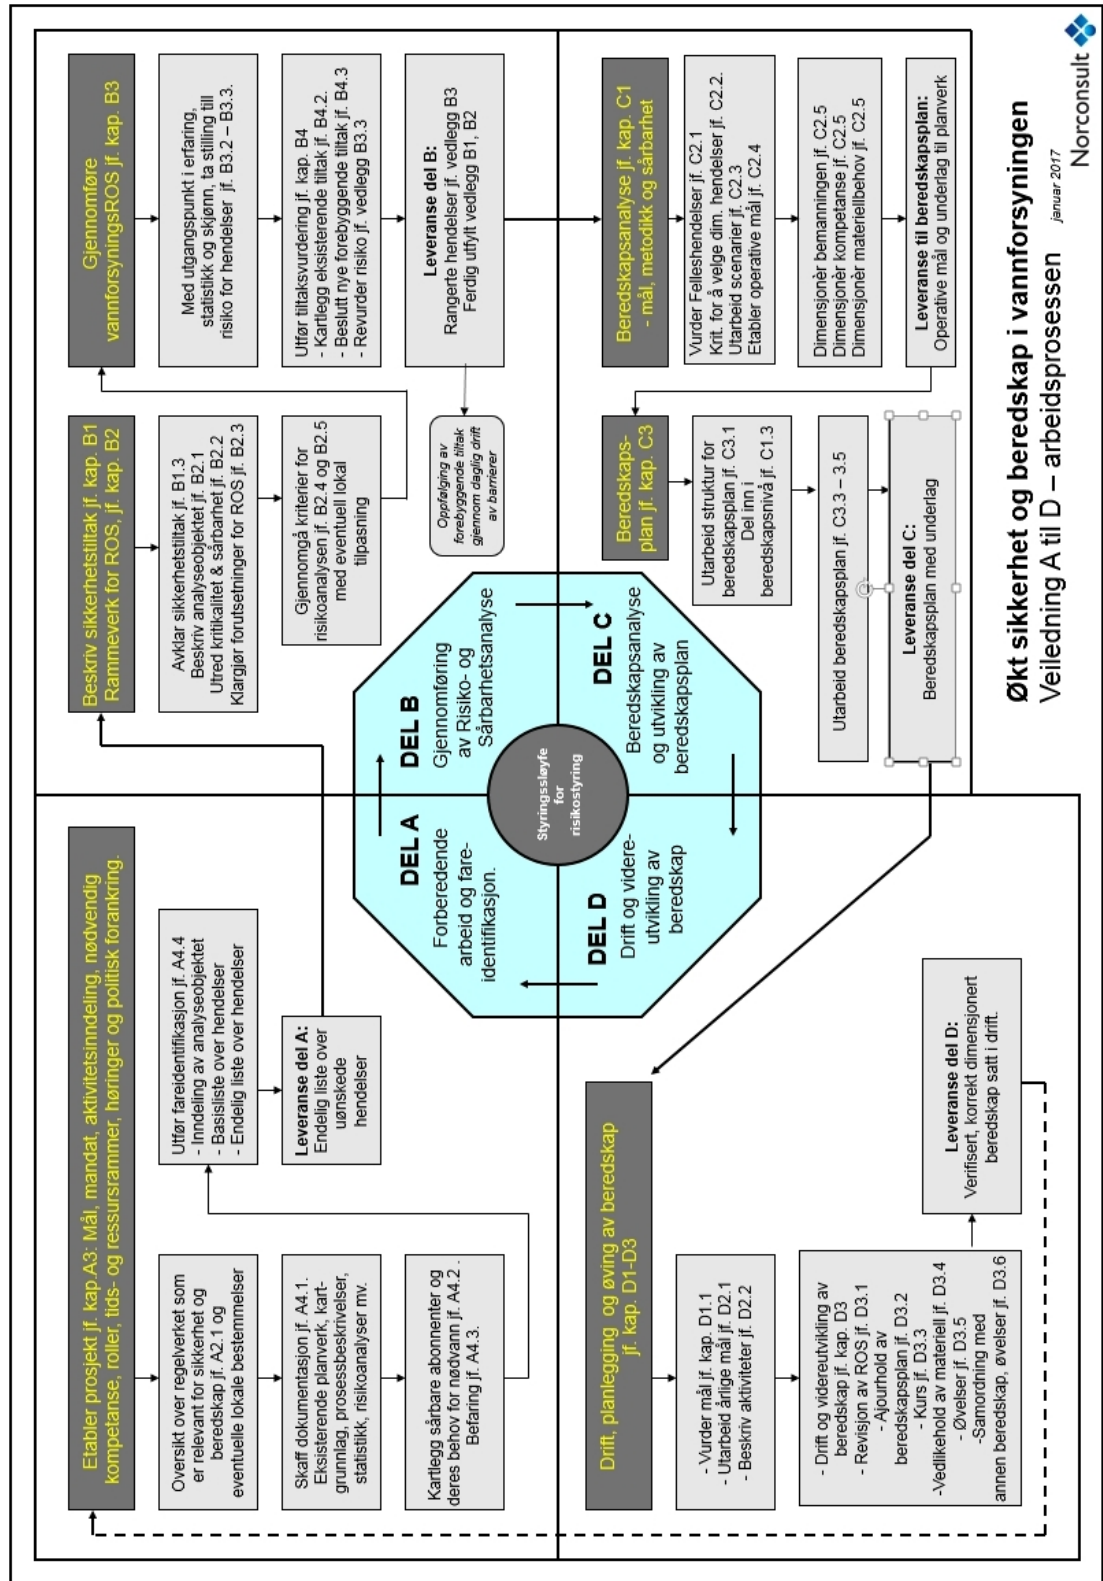 Etabler prosjekt jf. kap.A3: Mål, mandat, aktivitetsinndeling, nødvendig
kompetanse, roller, tids- og ressursrammer, høringer og politisk forankring.
Oversikt over regelverket som
er relevant for sikkerhet og
beredskap jf. A2.1 og
eventuelle lokale bestemmelser
Skaff dokumentasjon jf. A4.1.
Eksisterende planverk, kart-
grunnlag, prosessbeskrivelser,
statistikk, risikoanalyser mv.
Kartlegg sårbare abonnenter og
deres behov for nødvann jf. A4.2 .
Befaring jf. A4.3.
Utfør fareidentifikasjon jf. A4.4
- Inndeling av analyseobjektet
- Basisliste over hendelser
- Endelig liste over hendelser
Leveranse del A:
Endelig liste over
uønskede
hendelser
Beskriv sikkerhetstiltak jf. kap. B1
Rammeverk for ROS, jf. kap. B2
Avklar sikkerhetstiltak jf. B1.3
Beskriv analyseobjektet jf. B2.1
Utred kritikalitet & sårbarhet jf. B2.2
Klargjør forutsetninger for ROS jf. B2.3
Gjennomgå kriterier for
risikoanalysen jf. B2.4 og B2.5
med eventuell lokal
tilpasning
Gjennomføre
vannforsyningsROS jf. kap. B3
Med utgangspunkt i erfaring,
statistikk og skjønn, ta stilling til
risiko for hendelser jf. B3.2 – B3.3.
Utfør tiltaksvurdering jf. kap. B4
- Kartlegg eksisterende tiltak jf. B4.2.
- Beslutt nye forebyggende tiltak jf. B4.3
- Revurder risiko jf. vedlegg B3.3
Leveranse del B:
Rangerte hendelser jf. vedlegg B3
Ferdig utfylt vedlegg B1, B2
Oppfølging av
forebyggende tiltak
gjennom daglig drift
av barrierer
DEL A
Forberedende
arbeid og fare-
identifikasjon.
DEL B
Gjennomføring
av Risiko- og
Sårbarhetsanalyse
Styringssløyfe
for
risikostyring
DEL D
Drift og videre-
utvikling av
beredskap
DEL C
Beredskapsanalyse
og utvikling av
beredskapsplan
Beredskapsanalyse jf. kap. C1
- mål, metodikk og sårbarhet
Vurder Felleshendelser jf. C2.1
Krit. for å velge dim. hendelser jf. C2.2.
Utarbeid scenarier jf. C2.3
Etabler operative mål jf. C2.4
Dimensjonèr bemanningen jf. C2.5
Dimensjonèr kompetanse jf. C2.5
Dimensjonèr materiellbehov jf. C2.5
Leveranse til beredskapsplan:
Operative mål og underlag til planverk
Beredskaps-
plan jf. kap. C3
Utarbeid struktur for
beredskapsplan jf. C3.1
Del inn i
beredskapsnivå jf. C1.3
Utarbeid beredskapsplan jf. C3.3 – 3.5
Leveranse del C:
Beredskapsplan med underlag
Drift, planlegging og øving av beredskap
jf. kap. D1-D3
- Vurder mål jf. kap. D1.1
- Utarbeid årlige mål jf. D2.1
- Beskriv aktiviteter jf. D2.2
- Drift og videreutvikling av
beredskap jf. kap. D3
- Revisjon av ROS jf. D3.1
- Ajourhold av
beredskapsplan jf. D3.2
- Kurs jf. D3.3
-Vedlikehold av materiell jf. D3.4
- Øvelser jf. D3.5
-Samordning med
annen beredskap, øvelser jf. D3.6
Leveranse del D:
Verifisert, korrekt dimensjonert
beredskap satt i drift.
Økt sikkerhet og beredskap i vannforsyningen
Veiledning A til D – arbeidsprosessen
januar 2017
Norconsult